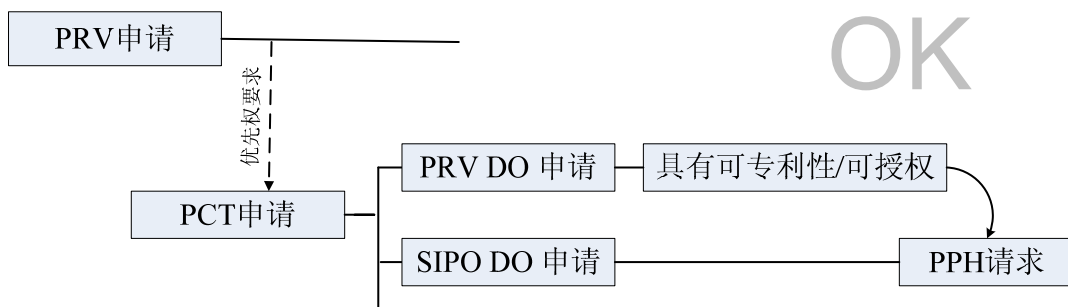 PRV申请
OK
优先权要求
PRV DO 申请
具有可专利性/可授权
PCT申请
SIPO DO 申请
PPH请求